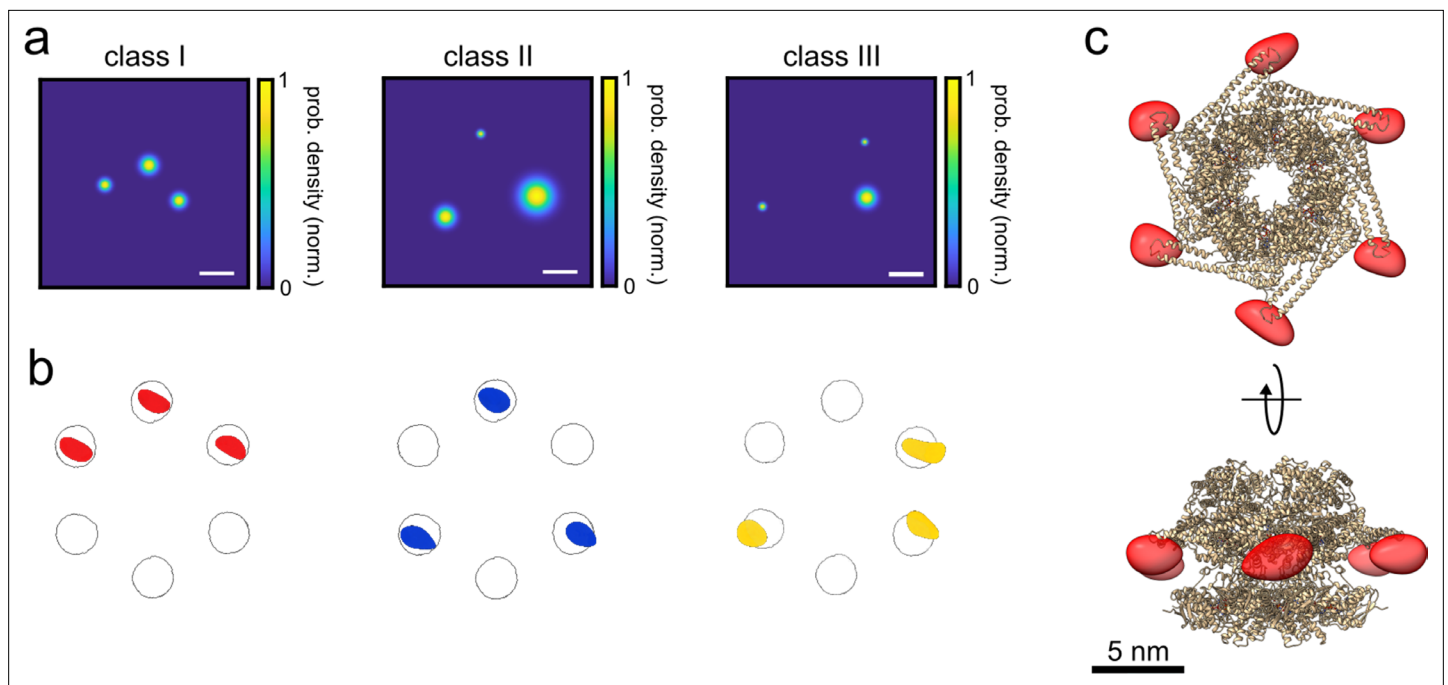 a
class I
class II
class III
1
prob. density (norm.)
0
1
prob. density (norm.)
0
1
prob. density (norm.)
0
b
c
5 nm